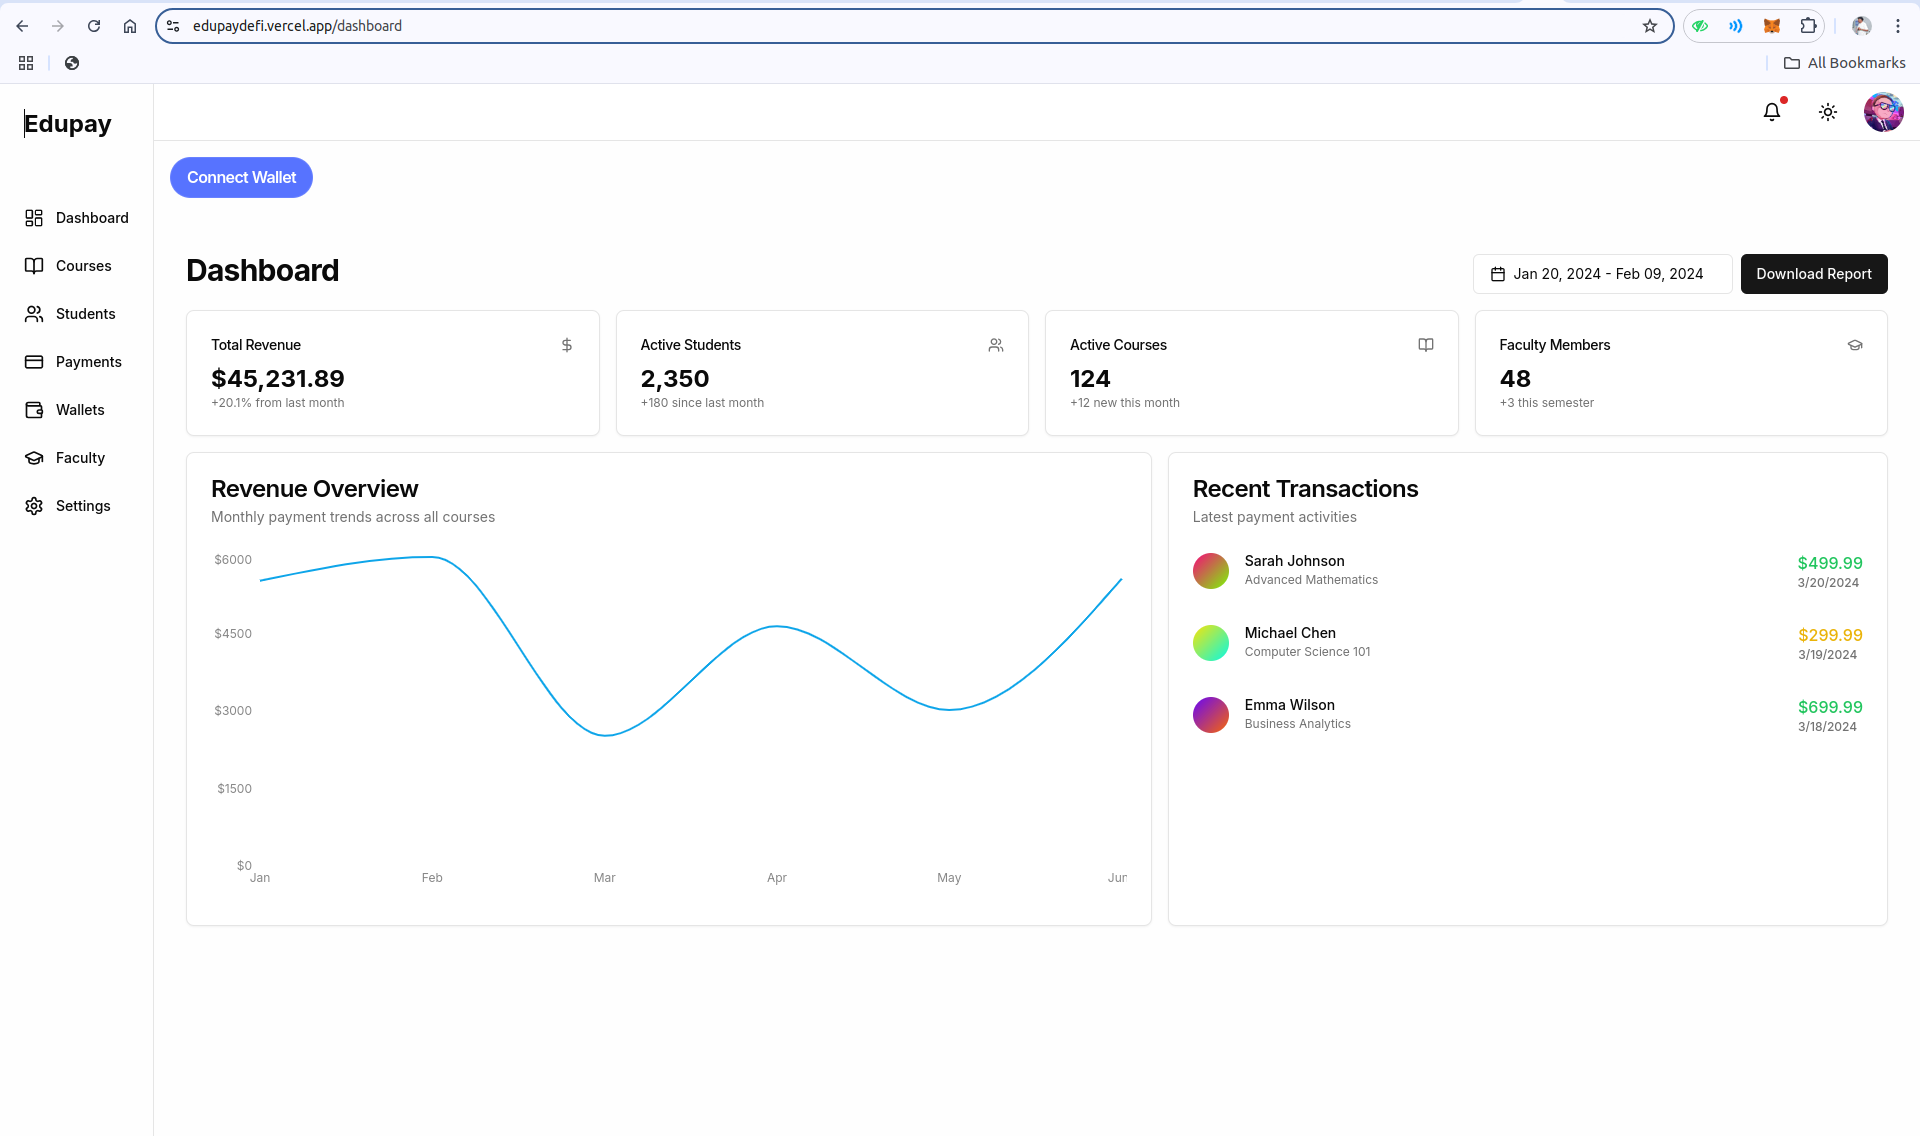 edupaydefi.vercel.app/dashboard
All Bookmarks
Edupay
Connect Wallet
Dashboard
Courses
Students
Payments
Wallets
Faculty
Settings
Dashboard
Jan 20, 2024 - Feb 09, 2024
Download Report
Total Revenue
$45,231.89
+20.1% from last month
Active Students
2,350
+180 since last month
Active Courses
124
+12 new this month
Faculty Members
48
+3 this semester
Revenue Overview
Monthly payment trends across all courses
$6000
$4500
$3000
$1500
$0
Jan Feb Mar Apr May Jun
Recent Transactions
Latest payment activities
Sarah Johnson
Advanced Mathematics
$499.99
3/20/2024
Michael Chen
Computer Science 101
$299.99
3/19/2024
Emma Wilson
Business Analytics
$699.99
3/18/2024